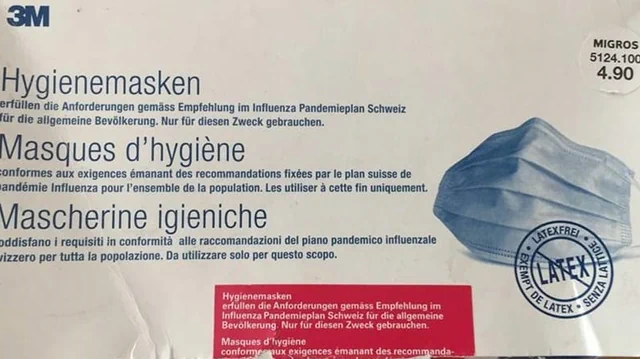 3M
MIGROS
5124.100
4.90
Hygienemasken
erfüllen die Anforderungen gemäss Empfehlung im Influenza Pandemieplan Schweiz
für die allgemeine Bevölkerung. Nur für diesen Zweck gebrauchen.
Masques d'hygiène
conformes aux exigences émanant des recommandations fixées par le plan suisse de
pandémie Influenza pour l'ensemble de la population. Les utiliser à cette fin uniquement.
Mascherine igieniche
soddisfano i requisiti in conformità alle raccomandazioni del piano pandemico influenzale
svizzero per tutta la popolazione. Da utilizzare solo per questo scopo.
LATEXFREI • SENZA LATTICE • EXEMPT DE LATEX •
LATEX
Hygienemasken
erfüllen die Anforderungen gemäss Empfehlung im
Influenza Pandemieplan Schweiz für die allgemeine
Bevölkerung. Nur für diesen Zweck gebrauchen.
Masques d'hygiène
conformes aux exigences émanant des recommanda-